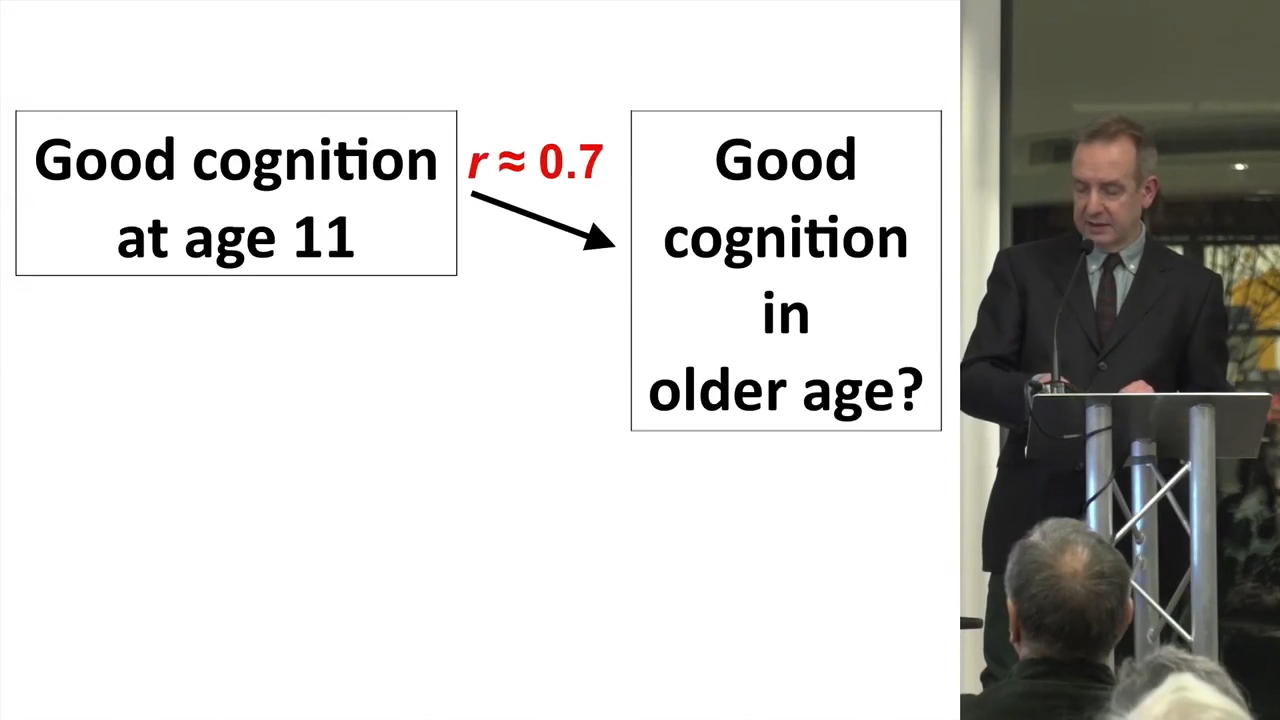 Good cognition
at age 11
r ≈ 0.7
Good
cognition
in
older age?